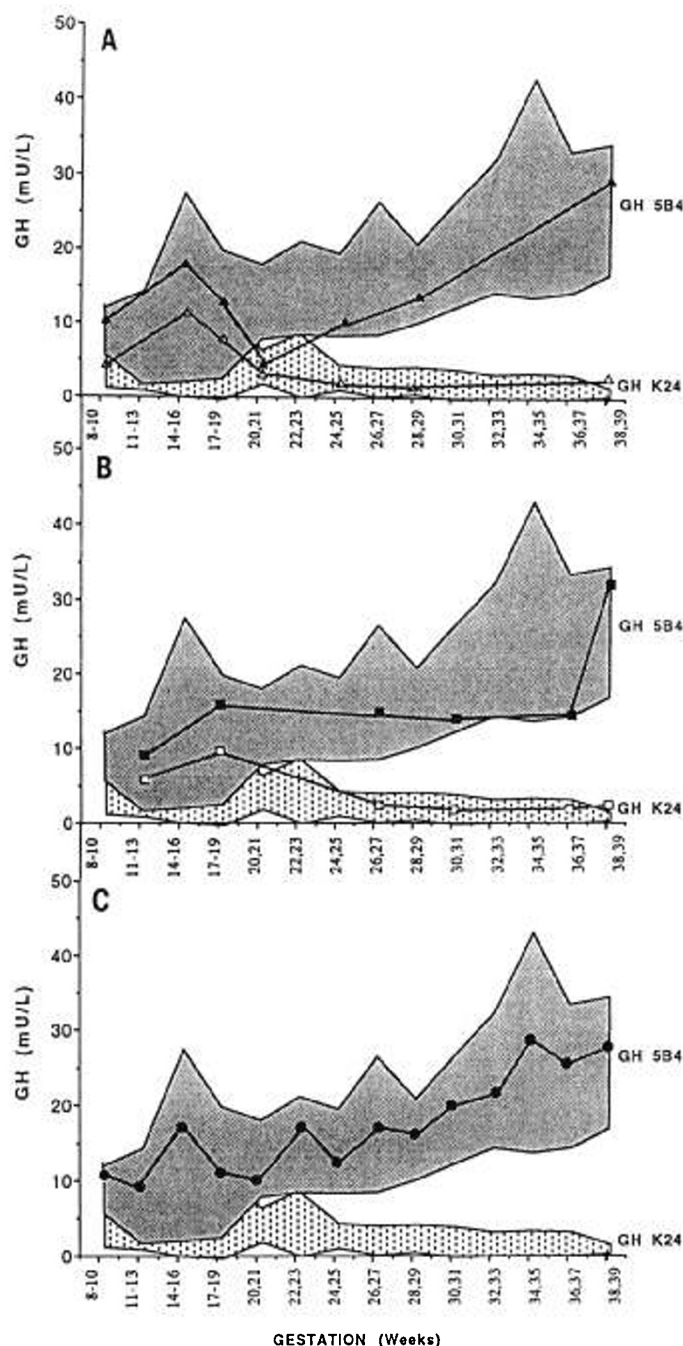 A
50
40
30
20
10
0
GH (mU/L)
GH 5B4
GH K24
8-10 11-13 14-16 17-19 20,21 22,23 24,25 26,27 28,29 30,31 32,33 34,35 36,37 38,39
B
50
40
30
20
10
0
GH (mU/L)
GH 5B4
GH K24
8-10 11-13 14-16 17-19 20,21 22,23 24,25 26,27 28,29 30,31 32,33 34,35 36,37 38,39
C
50
40
30
20
10
0
GH (mU/L)
GH 5B4
GH K24
8-10 11-13 14-16 17-19 20,21 22,23 24,25 26,27 28,29 30,31 32,33 34,35 36,37 38,39
GESTATION (Weeks)